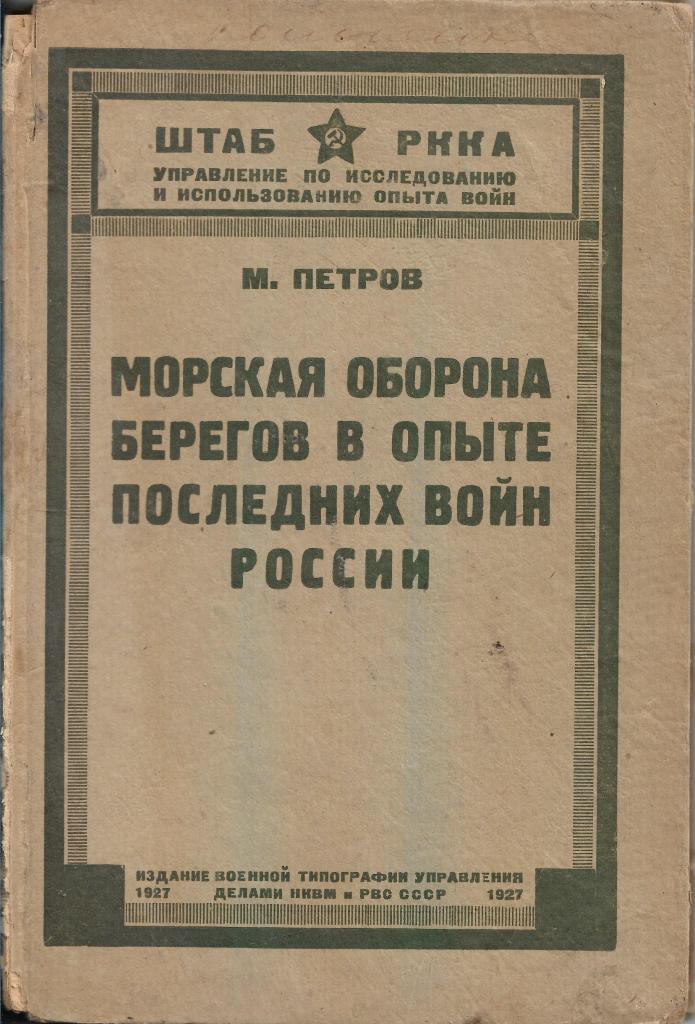 ШТАБ РККА
УПРАВЛЕНИЕ ПО ИССЛЕДОВАНИЮ
И ИСПОЛЬЗОВАНИЮ ОПЫТА ВОЙН
М. ПЕТРОВ
МОРСКАЯ ОБОРОНА
БЕРЕГОВ В ОПЫТЕ
ПОСЛЕДНИХ ВОЙН
РОССИИ
ИЗДАНИЕ ВОЕННОЙ ТИПОГРАФИИ УПРАВЛЕНИЯ
1927 ДЕЛАМИ НКВМ и РВС СССР 1927